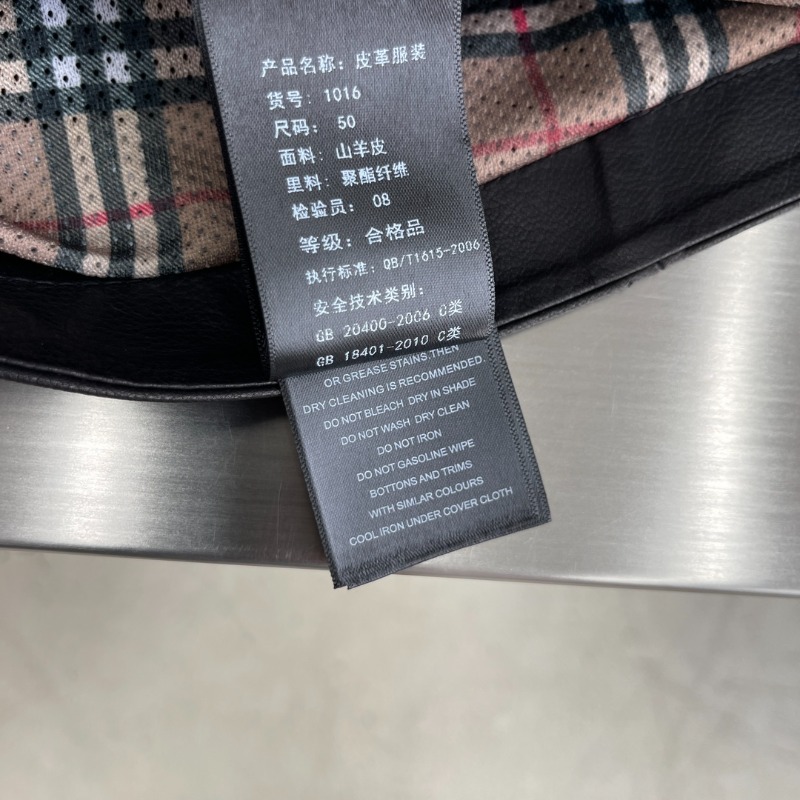 产品名称: 皮革服装
货号: 1016
尺码: 50
面料: 山羊皮
里料: 聚酯纤维
检验员: 08
等级: 合格品
执行标准: QB/T1615-2006
安全技术类别:
GB 20400-2006 C类
GB 18401-2010 C类
OR GREASE STAINS,THEN
DRY CLEANING IS RECOMMENDED.
DO NOT BLEACH DRY IN SHADE
DO NOT WASH DRY CLEAN
DO NOT IRON
DO NOT GASOLINE WIPE
BOTTONS AND TRIMS
WITH SIMLAR COLOURS
COOL IRON UNDER COVER CLOTH